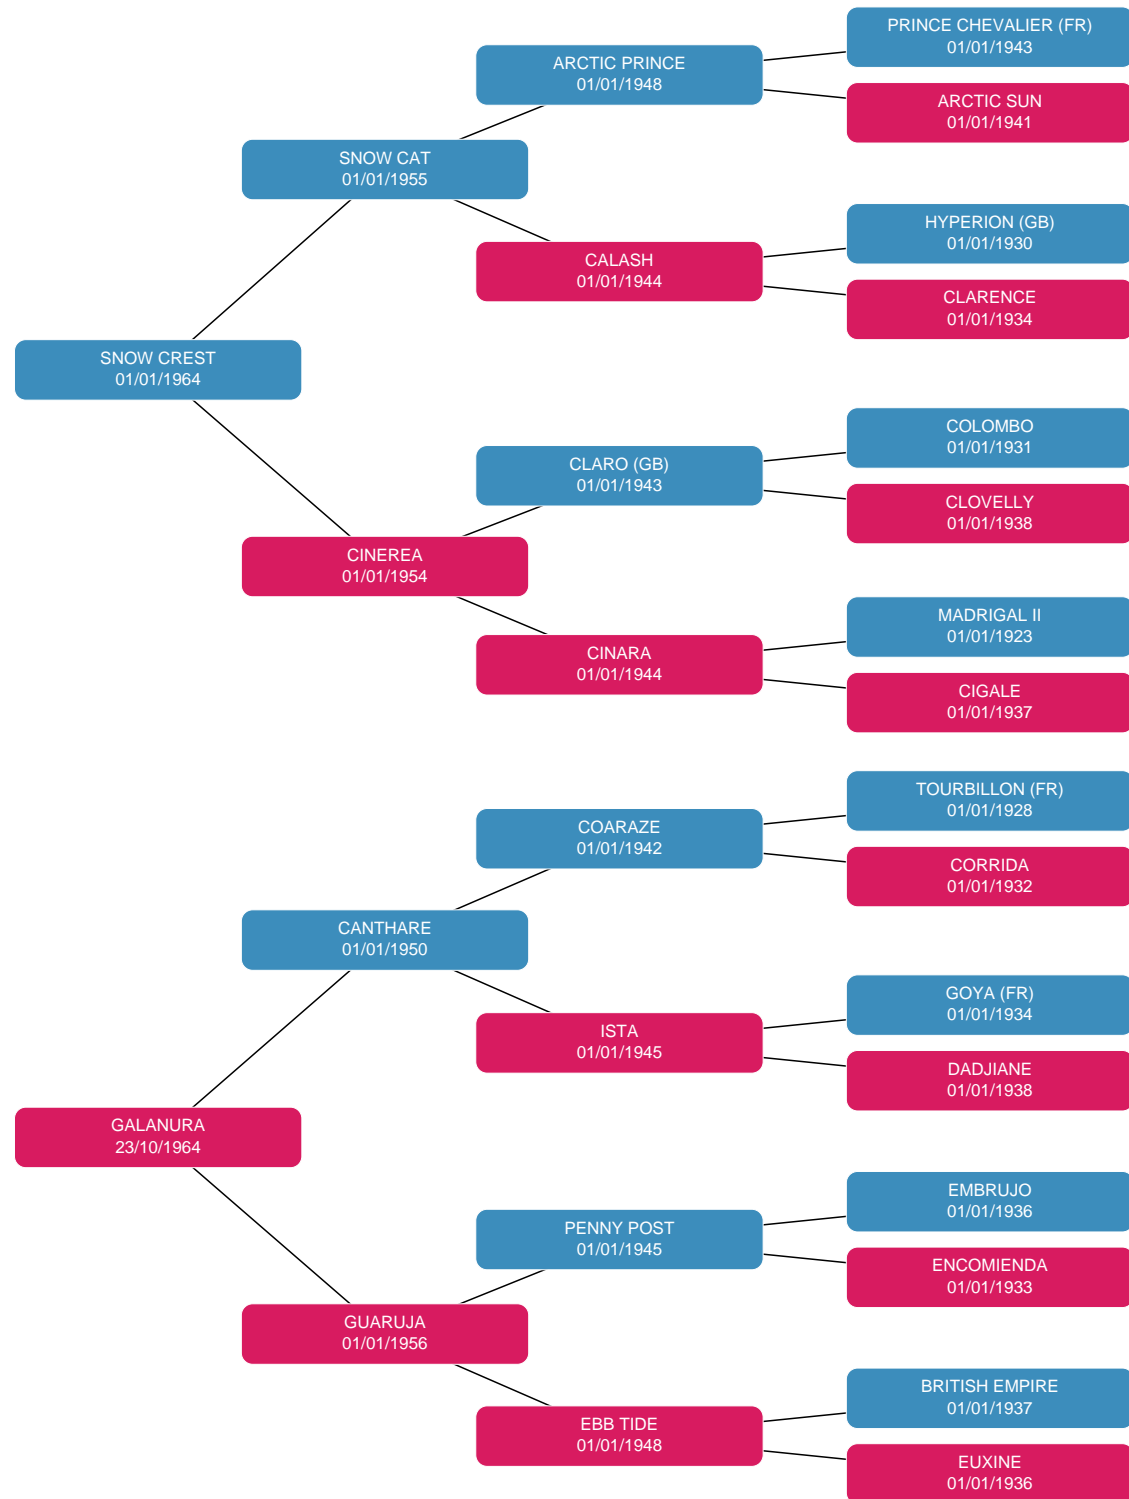 PRINCE CHEVALIER (FR)
01/01/1943
ARCTIC PRINCE
01/01/1948
ARCTIC SUN
01/01/1941
SNOW CAT
01/01/1955
HYPERION (GB)
01/01/1930
CALASH
01/01/1944
CLARENCE
01/01/1934
SNOW CREST
01/01/1964
COLOMBO
01/01/1931
CLARO (GB)
01/01/1943
CLOVELLY
01/01/1938
CINEREA
01/01/1954
MADRIGAL II
01/01/1923
CINARA
01/01/1944
CIGALE
01/01/1937
TOURBILLON (FR)
01/01/1928
COARAZE
01/01/1942
CORRIDA
01/01/1932
CANTHARE
01/01/1950
GOYA (FR)
01/01/1934
ISTA
01/01/1945
DADJIANE
01/01/1938
GALANURA
23/10/1964
EMBRUJO
01/01/1936
PENNY POST
01/01/1945
ENCOMIENDA
01/01/1933
GUARUJA
01/01/1956
BRITISH EMPIRE
01/01/1937
EBB TIDE
01/01/1948
EUXINE
01/01/1936